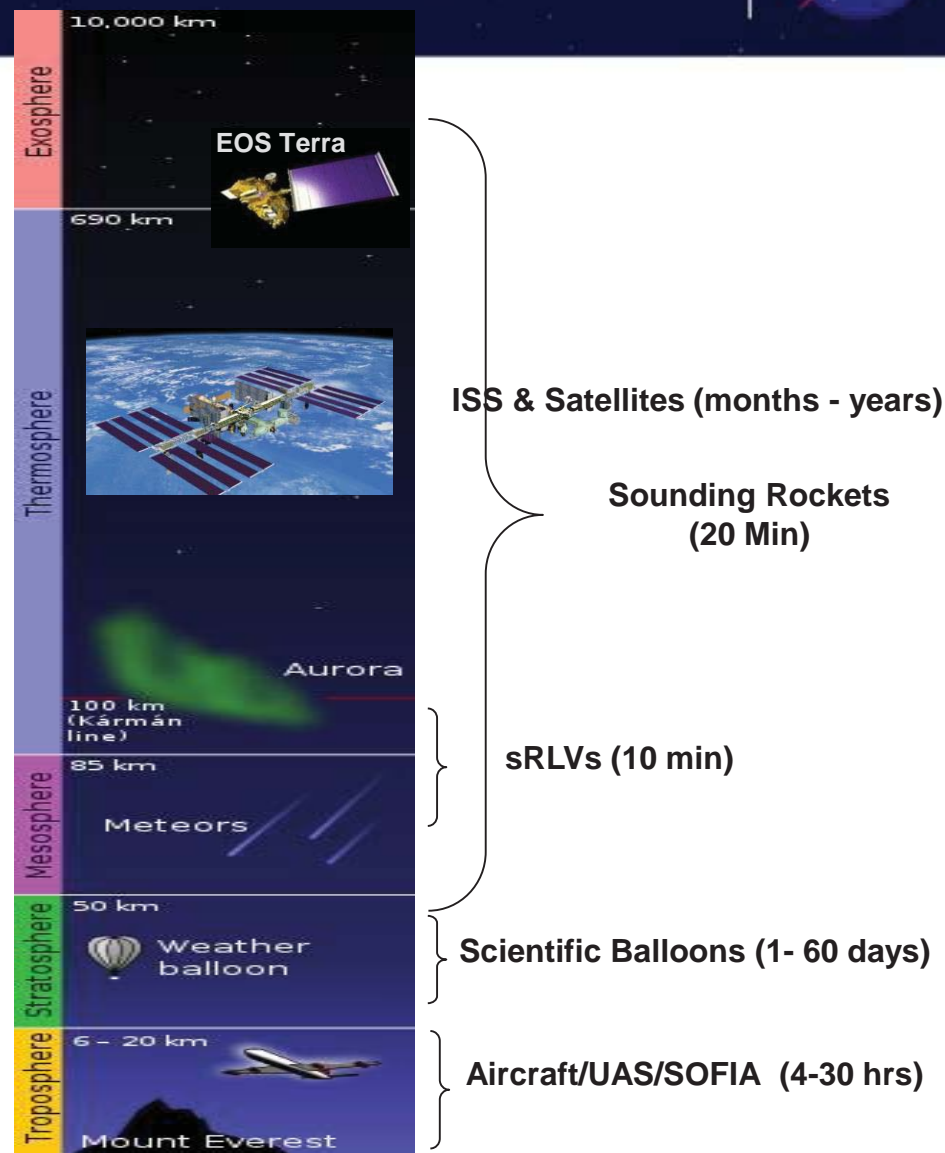 10,000 km
Exosphere
EOS Terra
690 km
Thermosphere
ISS & Satellites (months - years)
Sounding Rockets
(20 Min)
Aurora
100 km
(Kármán
line)
sRLVs (10 min)
85 km
Mesosphere
Meteors
50 km
Stratosphere
Weather
balloon
Scientific Balloons (1- 60 days)
6 – 20 km
Troposphere
Aircraft/UAS/SOFIA (4-30 hrs)
Mount Everest